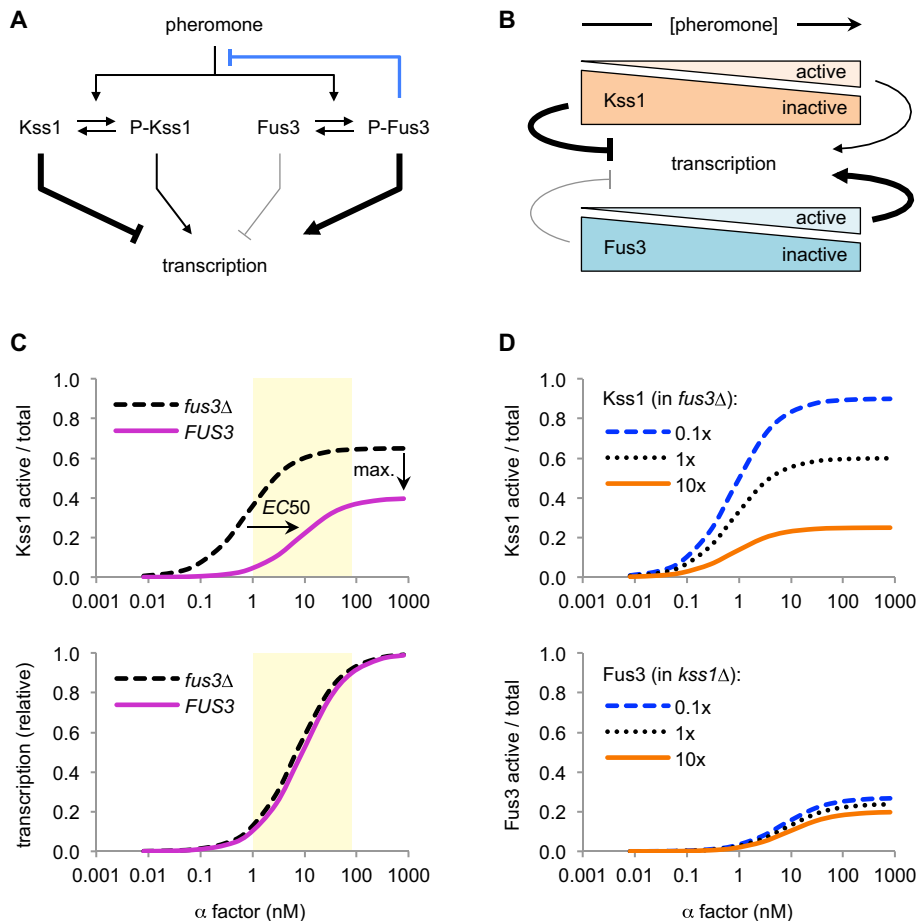 A
pheromone
Kss1 P-Kss1 Fus3 P-Fus3
transcription
B
[pheromone]
active
Kss1
inactive
transcription
active
Fus3
inactive
C
Kss1 active / total
1.0
0.8
0.6
0.4
0.2
0.0
fus3Δ
FUS3
max.
EC50
0.001 0.01 0.1 1 10 100 1000
transcription (relative)
1.0
0.8
0.6
0.4
0.2
0.0
fus3Δ
FUS3
0.001 0.01 0.1 1 10 100 1000
α factor (nM)
D
Kss1 active / total
1.0
0.8
0.6
0.4
0.2
0.0
Kss1 (in fus3Δ):
0.1x
1x
10x
0.001 0.01 0.1 1 10 100 1000
Fus3 active / total
1.0
0.8
0.6
0.4
0.2
0.0
Fus3 (in kss1Δ):
0.1x
1x
10x
0.001 0.01 0.1 1 10 100 1000
α factor (nM)